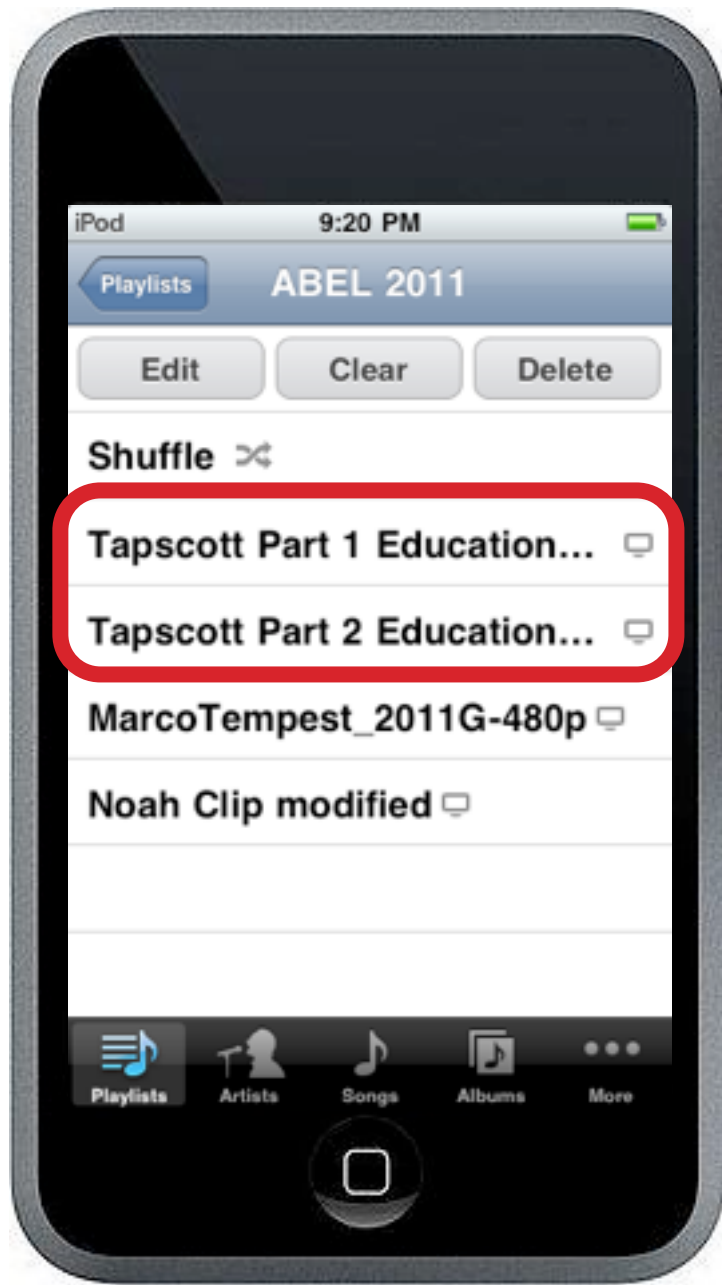 iPod 9:20 PM
Playlists ABEL 2011
Edit Clear Delete
Shuffle
Tapscott Part 1 Education...
Tapscott Part 2 Education...
MarcoTempest_2011G-480p
Noah Clip modified
Playlists Artists Songs Albums More